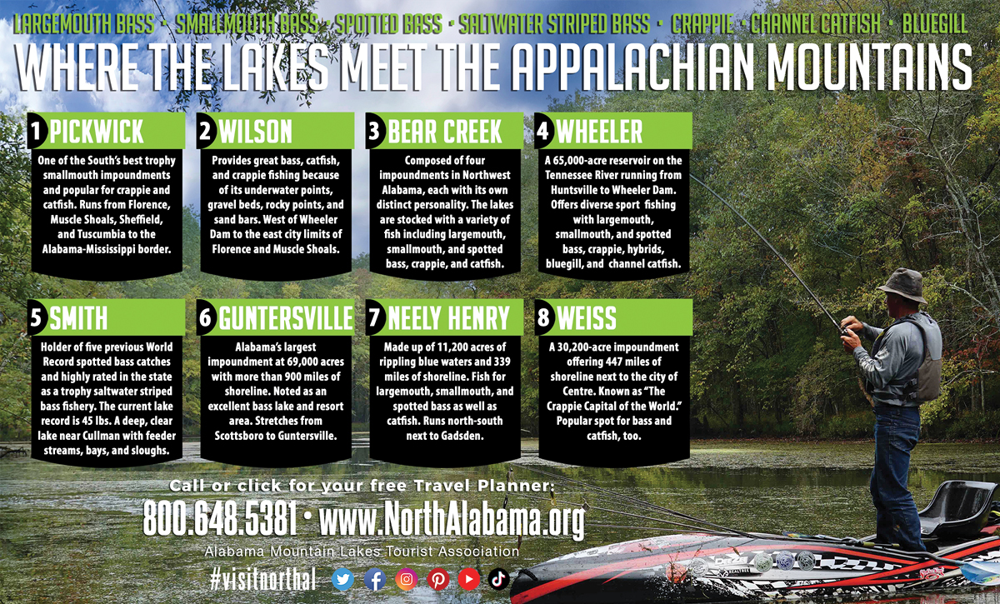 LARGEMOUTH BASS • SMALLMOUTH BASS • SPOTTED BASS • SALTWATER STRIPED BASS • CRAPPIE • CHANNEL CATFISH • BLUEGILL
WHERE THE LAKES MEET THE APPALACHIAN MOUNTAINS
1 PICKWICK
One of the South's best trophy
smallmouth impoundments
and popular for crappie and
catfish. Runs from Florence,
Muscle Shoals, Sheffield,
and Tuscumbia to the
Alabama-Mississippi border.
2 WILSON
Provides great bass, catfish,
and crappie fishing because
of its underwater points,
gravel beds, rocky points, and
sand bars. West of Wheeler
Dam to the east city limits of
Florence and Muscle Shoals.
3 BEAR CREEK
Composed of four
impoundments in Northwest
Alabama, each with its own
distinct personality. The lakes
are stocked with a variety of
fish including largemouth,
smallmouth, and spotted
bass, crappie, and catfish.
4 WHEELER
A 65,000-acre reservoir on the
Tennessee River running from
Huntsville to Wheeler Dam.
Offers diverse sport fishing
with largemouth,
smallmouth, and spotted
bass, crappie, hybrids,
bluegill, and channel catfish.
5 SMITH
Holder of five previous World
Record spotted bass catches
and highly rated in the state
as a trophy saltwater striped
bass fishery. The current lake
record is 45 lbs. A deep, clear
lake near Cullman with feeder
streams, bays, and sloughs.
6 GUNTERSVILLE
Alabama's largest
impoundment at 69,000 acres
with more than 900 miles of
shoreline. Noted as an
excellent bass lake and resort
area. Stretches from
Scottsboro to Guntersville.
7 NEELY HENRY
Made up of 11,200 acres of
rippling blue waters and 339
miles of shoreline. Fish for
largemouth, smallmouth, and
spotted bass as well as
catfish. Runs north-south
next to Gadsden.
8 WEISS
A 30,200-acre impoundment
offering 447 miles of
shoreline next to the city of
Centre. Known as "The
Crappie Capital of the World."
Popular spot for bass and
catfish, too.
Call or click for your free Travel Planner:
800.648.5381 • www.NorthAlabama.org
Alabama Mountain Lakes Tourist Association
#visitnorthal
REALTREE